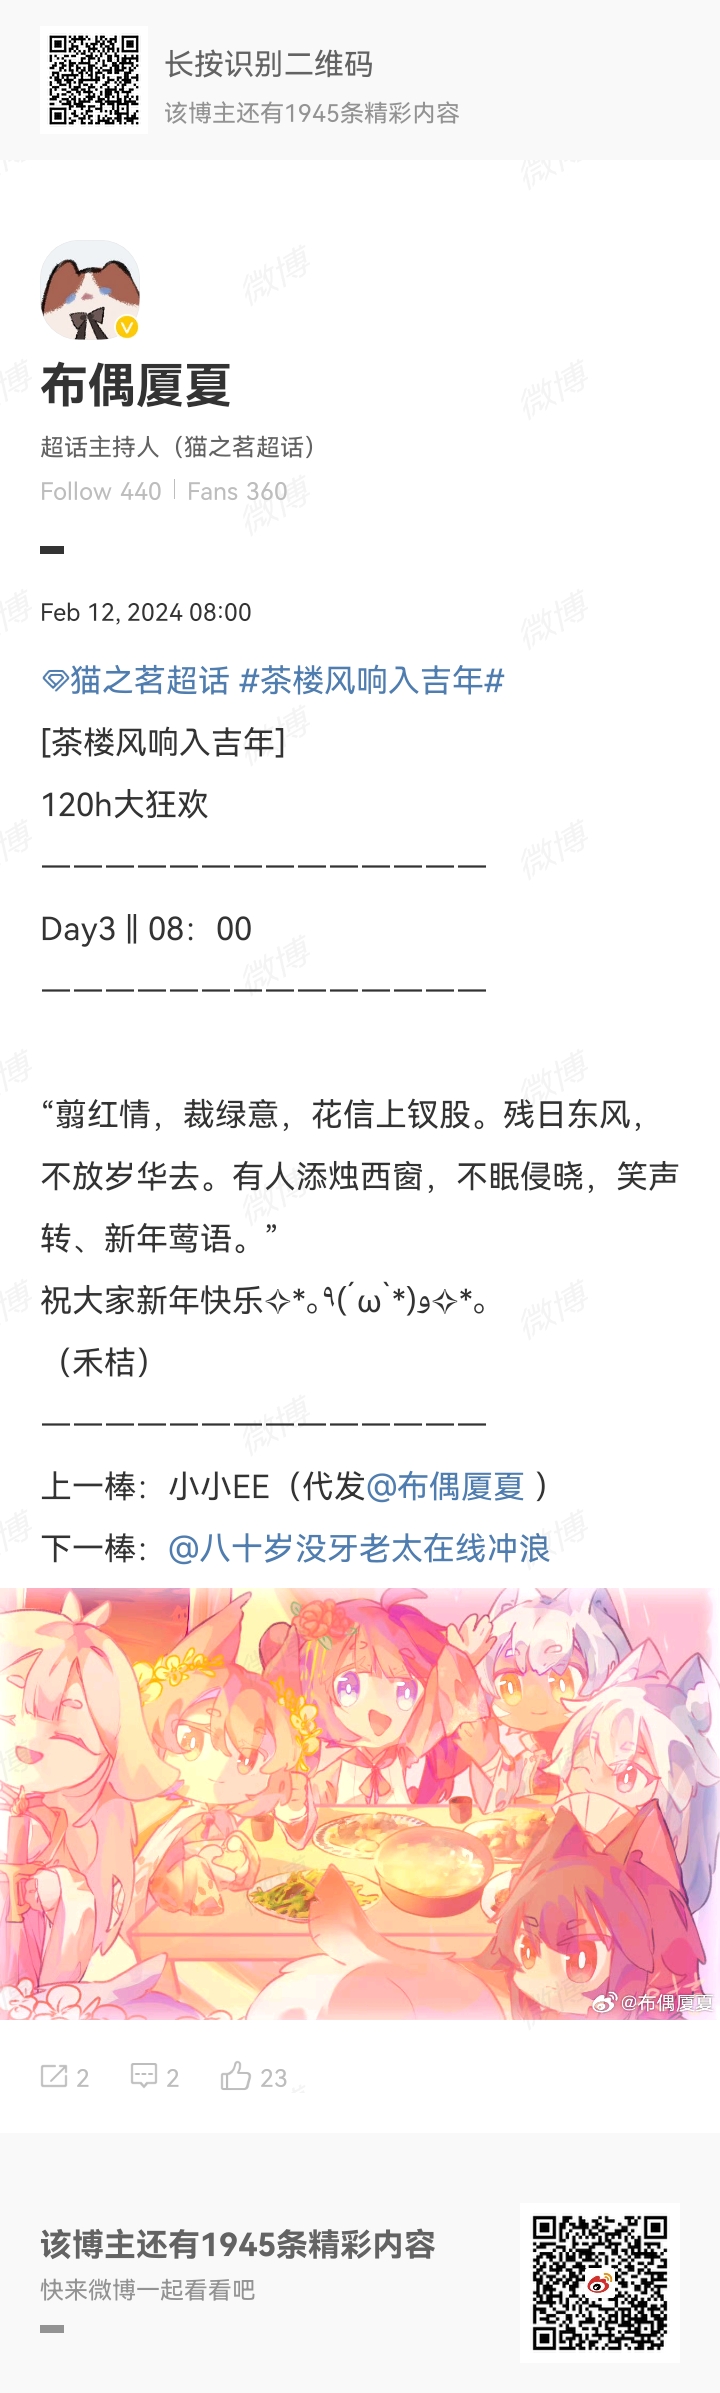 长按识别二维码
该博主还有1945条精彩内容
布偶厦夏
超话主持人（猫之茗超话）
Follow 440 | Fans 360
Feb 12, 2024 08:00
猫之茗超话 #茶楼风响入吉年#
[茶楼风响入吉年]
120h大狂欢
——————————————
Day3 ‖ 08：00
——————————————
“翦红情，裁绿意，花信上钗股。残日东风，
不放岁华去。有人添烛西窗，不眠侵晓，笑声
转、新年莺语。”
祝大家新年快乐✧*｡٩(ˊωˋ*)و✧*｡
（禾桔）
——————————————
上一棒：小小EE（代发@布偶厦夏 ）
下一棒：@八十岁没牙老太在线冲浪
@布偶厦夏
2 2 23
该博主还有1945条精彩内容
快来微博一起看看吧
微博